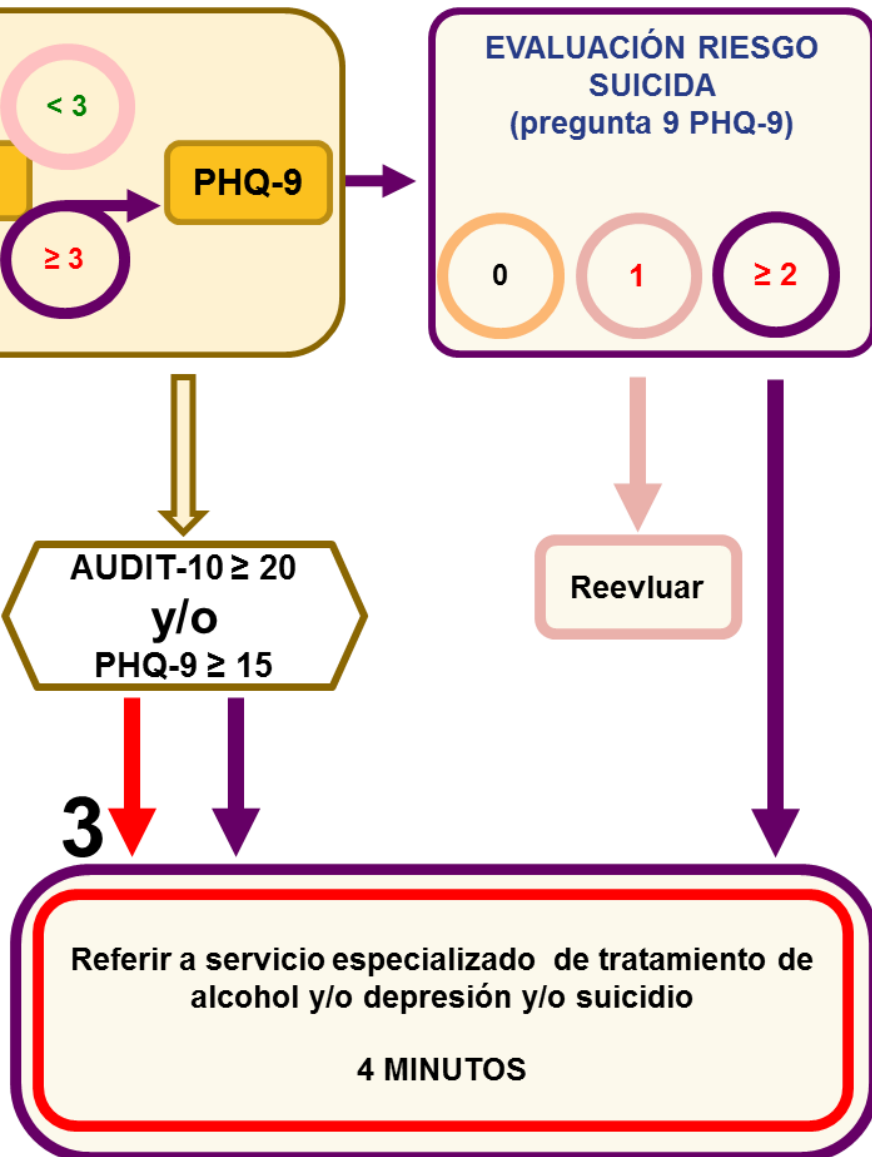 < 3
PHQ-9
≥ 3
EVALUACIÓN RIESGO
SUICIDA
(pregunta 9 PHQ-9)
0
1
≥ 2
AUDIT-10 ≥ 20
y/o
PHQ-9 ≥ 15
Reevluar
3
Referir a servicio especializado de tratamiento de
alcohol y/o depresión y/o suicidio
4 MINUTOS